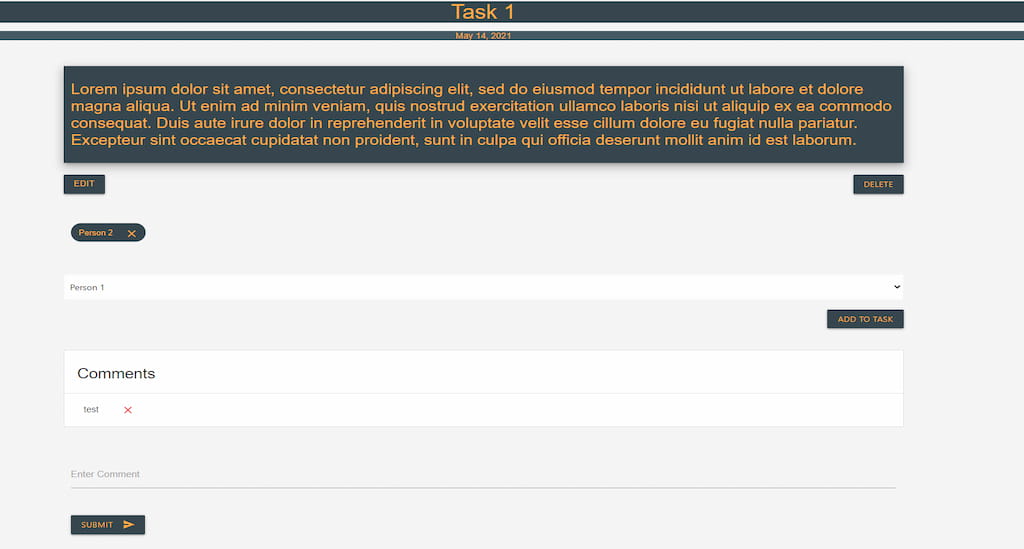 Task 1
May 14, 2021
Lorem ipsum dolor sit amet, consectetur adipiscing elit, sed do eiusmod tempor incididunt ut labore et dolore
magna aliqua. Ut enim ad minim veniam, quis nostrud exercitation ullamco laboris nisi ut aliquip ex ea commodo
consequat. Duis aute irure dolor in reprehenderit in voluptate velit esse cillum dolore eu fugiat nulla pariatur.
Excepteur sint occaecat cupidatat non proident, sunt in culpa qui officia deserunt mollit anim id est laborum.
EDIT
DELETE
Person 2
Person 1
ADD TO TASK
Comments
test
Enter Comment
SUBMIT